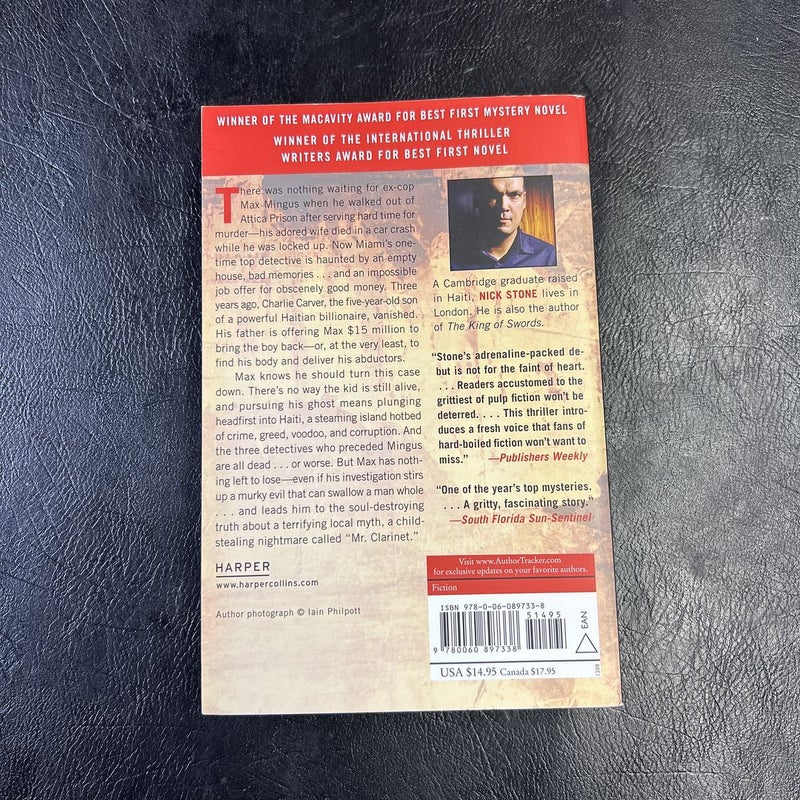 WINNER OF THE MACAVITY AWARD FOR BEST FIRST MYSTERY NOVEL
WINNER OF THE INTERNATIONAL THRILLER
WRITERS AWARD FOR BEST FIRST NOVEL
There was nothing waiting for ex-cop
Max Mingus when he walked out of
Attica Prison after serving hard time for
murder—his adored wife died in a car crash
while he was locked up. Now Miami's one-
time top detective is haunted by an empty
house, bad memories . . . and an impossible
job offer for obscenely good money. Three
years ago, Charlie Carver, the five-year-old son
of a powerful Haitian billionaire, vanished.
His father is offering Max $15 million to
bring the boy back—or, at the very least, to
find his body and deliver his abductors.
Max knows he should turn this case
down. There's no way the kid is still alive,
and pursuing his ghost means plunging
headfirst into Haiti, a steaming island hotbed
of crime, greed, voodoo, and corruption. And
the three detectives who preceded Mingus
are all dead . . . or worse. But Max has noth-
ing left to lose—even if his investigation stirs
up a murky evil that can swallow a man whole
. . . and leads him to the soul-destroying
truth about a terrifying local myth, a child-
stealing nightmare called "Mr. Clarinet."
HARPER
www.harpercollins.com
Author photograph © Iain Philpott
A Cambridge graduate raised
in Haiti, NICK STONE lives in
London. He is also the author
of The King of Swords.
"Stone's adrenaline-packed de-
but is not for the faint of heart.
. . . Readers accustomed to the
grittiest of pulp fiction won't be
deterred. . . . This thriller intro-
duces a fresh voice that fans of
hard-boiled fiction won't want to
miss." —Publishers Weekly
"One of the year's top mysteries.
. . . A gritty, fascinating story."
—South Florida Sun-Sentinel
Visit www.AuthorTracker.com
for exclusive updates on your favorite authors.
Fiction
ISBN 978-0-06-089733-8
51495
9 780060 897338
EAN
USA $14.95 Canada $17.95
1208